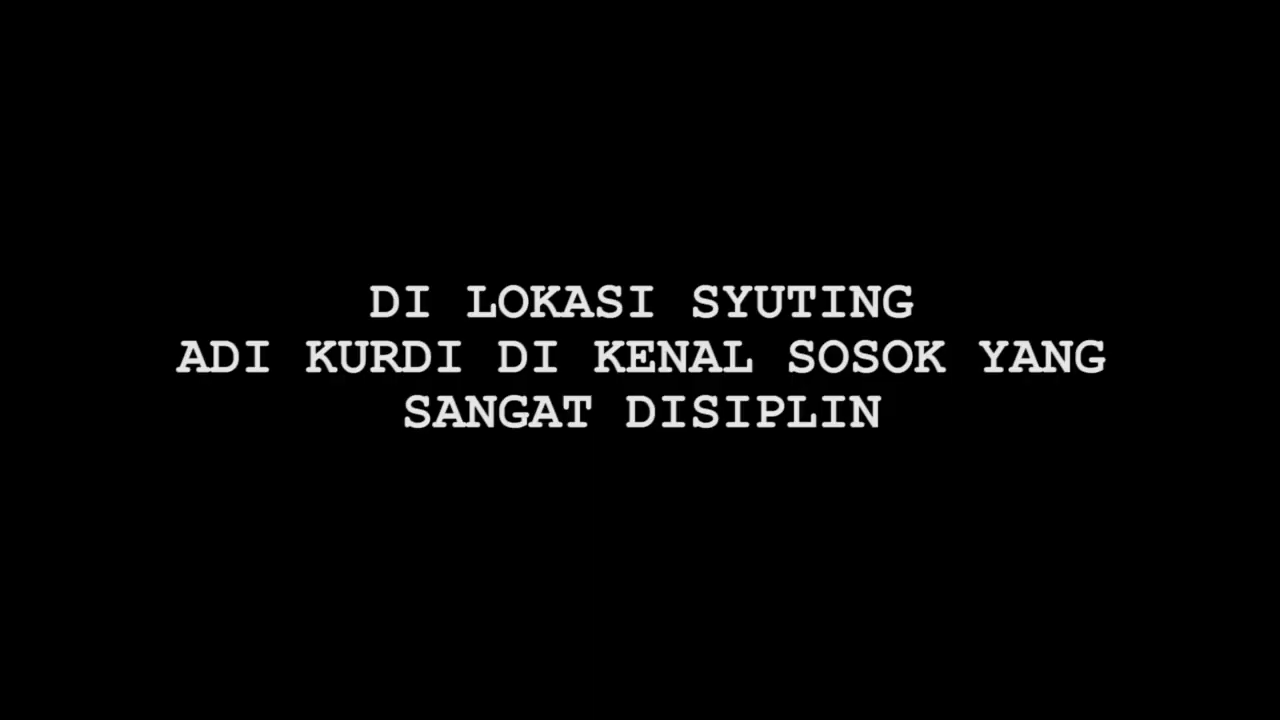 DI LOKASI SYUTING
ADI KURDI DI KENAL SOSOK YANG
SANGAT DISIPLIN